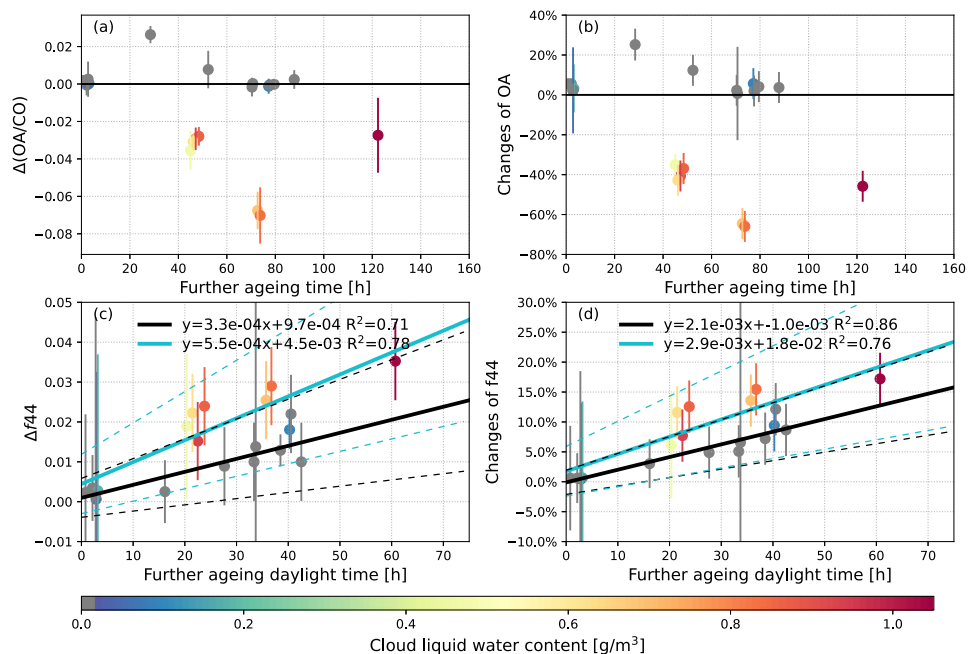 (a)
Δ(OA/CO)
0.02
0.00
−0.02
−0.04
−0.06
−0.08
0 20 40 60 80 100 120 140 160
Further ageing time [h]
(b)
Changes of OA
40%
20%
0%
−20%
−40%
−60%
−80%
0 20 40 60 80 100 120 140 160
Further ageing time [h]
(c)
y=3.3e-04x+9.7e-04 R²=0.71
y=5.5e-04x+4.5e-03 R²=0.78
Δf44
0.05
0.04
0.03
0.02
0.01
0.00
−0.01
0 10 20 30 40 50 60 70
Further ageing daylight time [h]
(d)
y=2.1e-03x+-1.0e-03 R²=0.86
y=2.9e-03x+1.8e-02 R²=0.76
Changes of f44
30.0%
25.0%
20.0%
15.0%
10.0%
5.0%
0.0%
−5.0%
−10.0%
0 10 20 30 40 50 60 70
Further ageing daylight time [h]
0.0 0.2 0.4 0.6 0.8 1.0
Cloud liquid water content [g/m³]